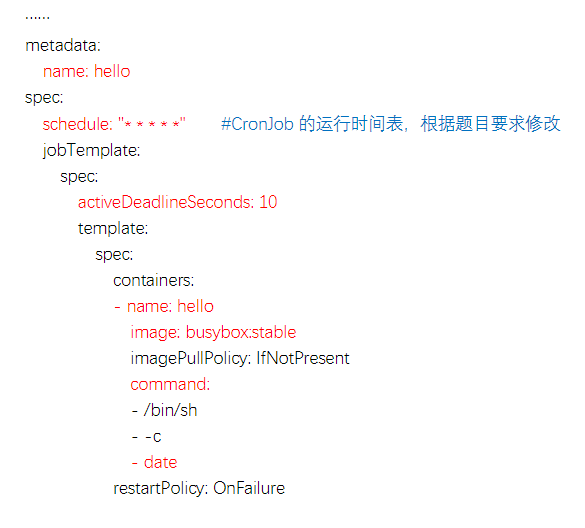 ……
metadata:
name: hello
spec:
schedule: "* * * * *" #CronJob 的运行时间表，根据题目要求修改
jobTemplate:
spec:
activeDeadlineSeconds: 10
template:
spec:
containers:
- name: hello
image: busybox:stable
imagePullPolicy: IfNotPresent
command:
- /bin/sh
- -c
- date
restartPolicy: OnFailure